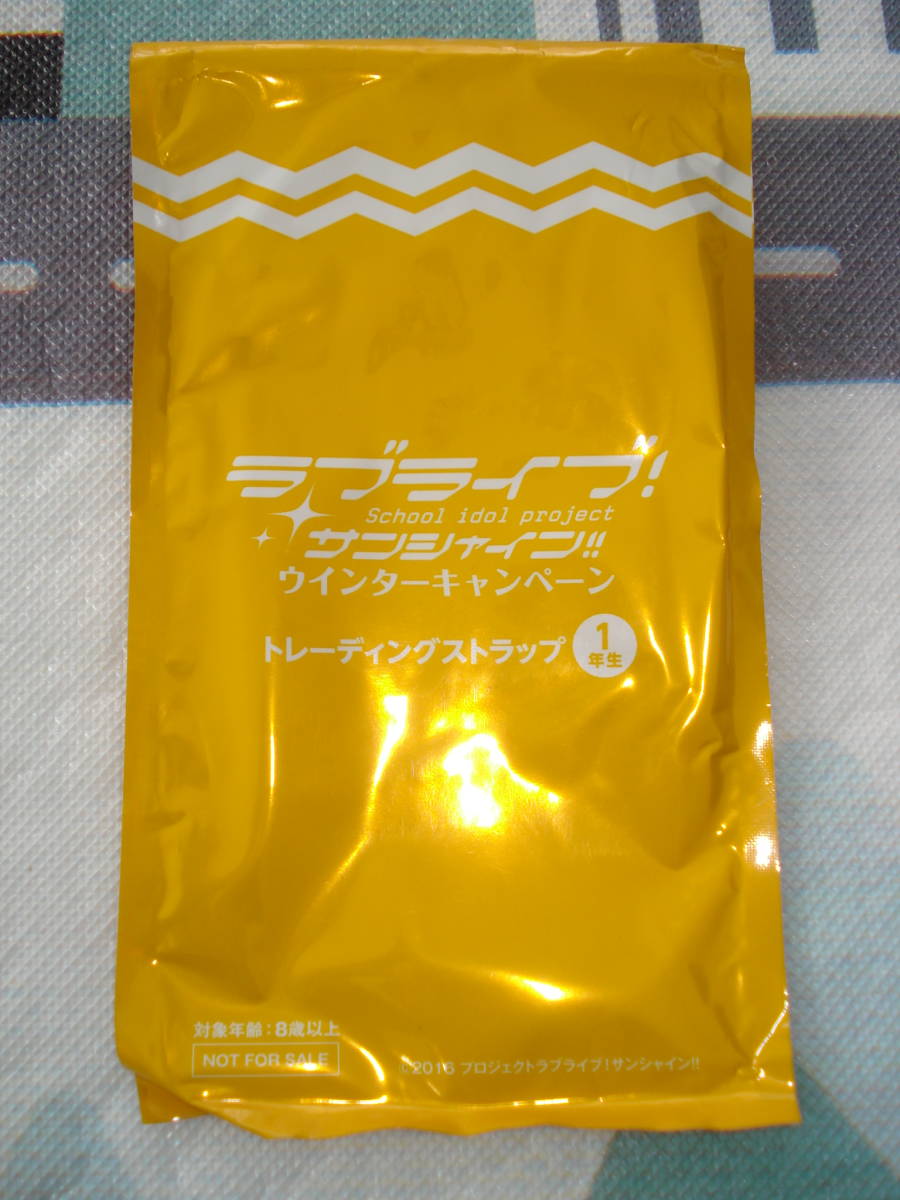 ラブライブ!
School idol project
サンシャイン!!
ウインターキャンペーン
トレーディングストラップ 1年生
対象年齢:8歳以上
NOT FOR SALE
©2016 プロジェクトラブライブ!サンシャイン!!